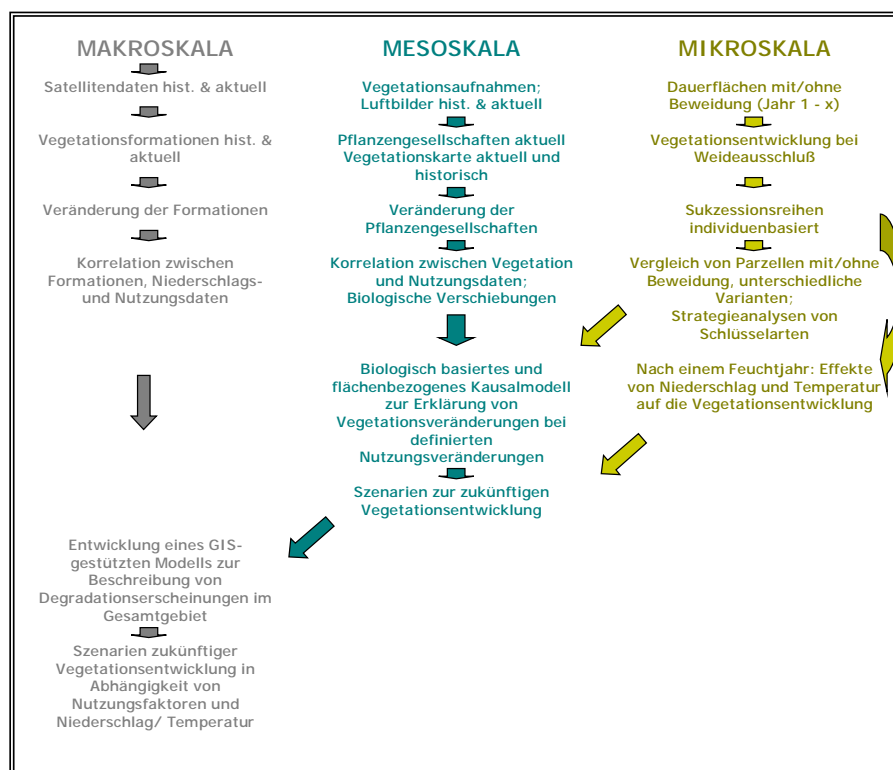 MAKROSKALA
Satellitendaten hist. & aktuell
Vegetationsformationen hist. &
aktuell
Veränderung der Formationen
Korrelation zwischen
Formationen, Niederschlags-
und Nutzungsdaten
Entwicklung eines GIS-
gestützten Modells zur
Beschreibung von
Degradationserscheinungen im
Gesamtgebiet
Szenarien zukünftiger
Vegetationsentwicklung in
Abhängigkeit von
Nutzungsfaktoren und
Niederschlag/ Temperatur
MESOSKALA
Vegetationsaufnahmen;
Luftbilder hist. & aktuell
Pflanzengesellschaften aktuell
Vegetationskarte aktuell und
historisch
Veränderung der
Pflanzengesellschaften
Korrelation zwischen Vegetation
und Nutzungsdaten;
Biologische Verschiebungen
Biologisch basiertes und
flächenbezogenes Kausalmodell
zur Erklärung von
Vegetationsveränderungen bei
definierten
Nutzungsveränderungen
Szenarien zur zukünftigen
Vegetationsentwicklung
MIKROSKALA
Dauerflächen mit/ohne
Beweidung (Jahr 1 - x)
Vegetationsentwicklung bei
Weideausschluß
Sukzessionsreihen
individuenbasiert
Vergleich von Parzellen mit/ohne
Beweidung, unterschiedliche
Varianten;
Strategieanalysen von
Schlüsselarten
Nach einem Feuchtjahr: Effekte
von Niederschlag und Temperatur
auf die Vegetationsentwicklung